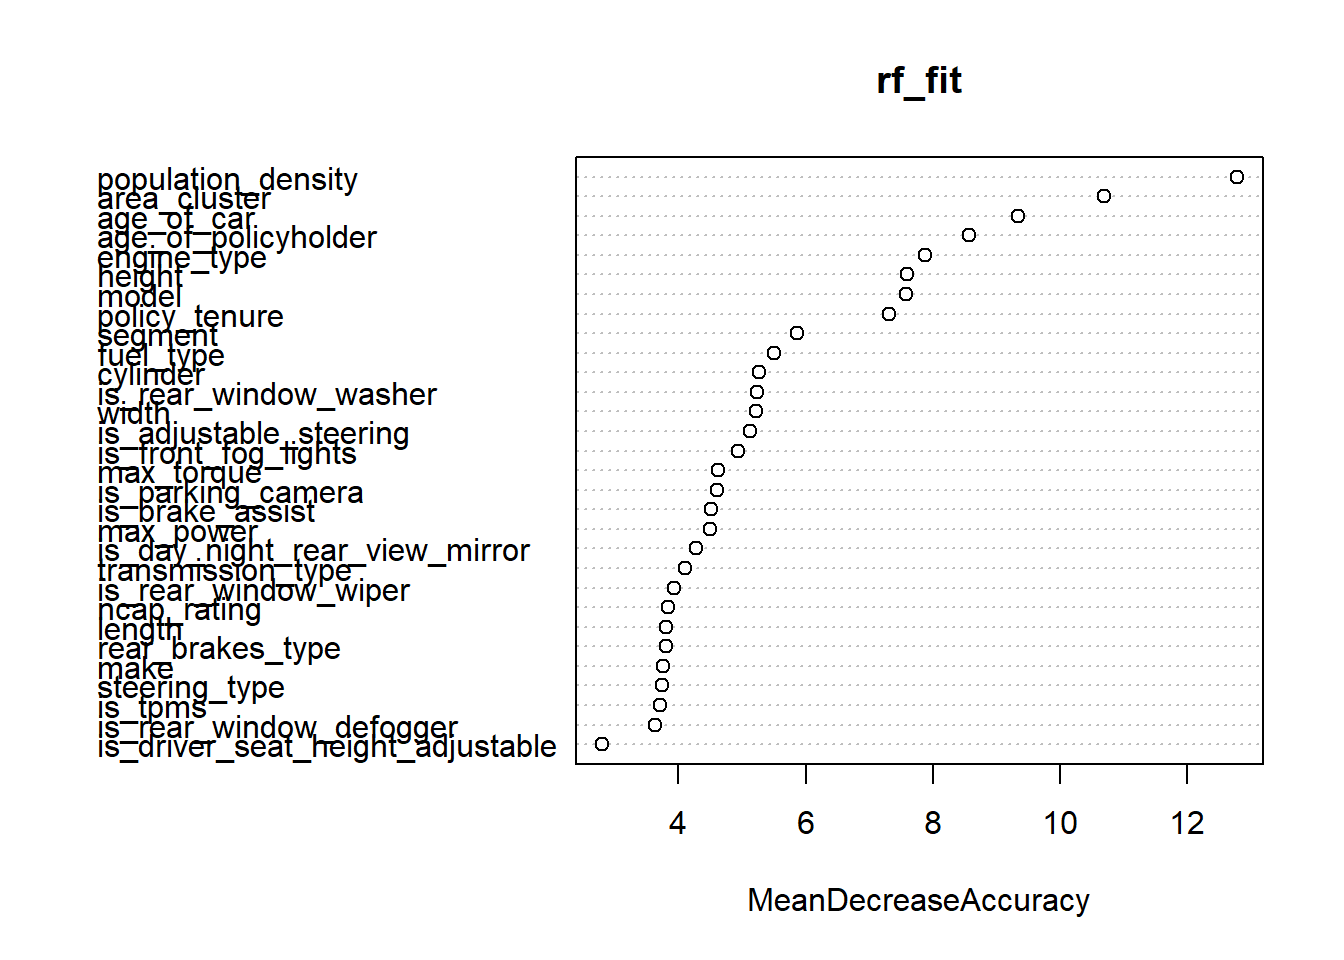 rf_fit
population_density
area_cluster
age_of_car
age_of_policyholder
engine_type
height
model
policy_tenure
segment
fuel_type
cylinder
is_rear_window_washer
width
is_adjustable_steering
is_front_fog_lights
max_torque
is_parking_camera
is_brake_assist
max_power
is_day_night_rear_view_mirror
transmission_type
is_rear_window_wiper
ncap_rating
length
rear_brakes_type
make
steering_type
is_tpms
is_rear_window_defogger
is_driver_seat_height_adjustable
4 6 8 10 12
MeanDecreaseAccuracy